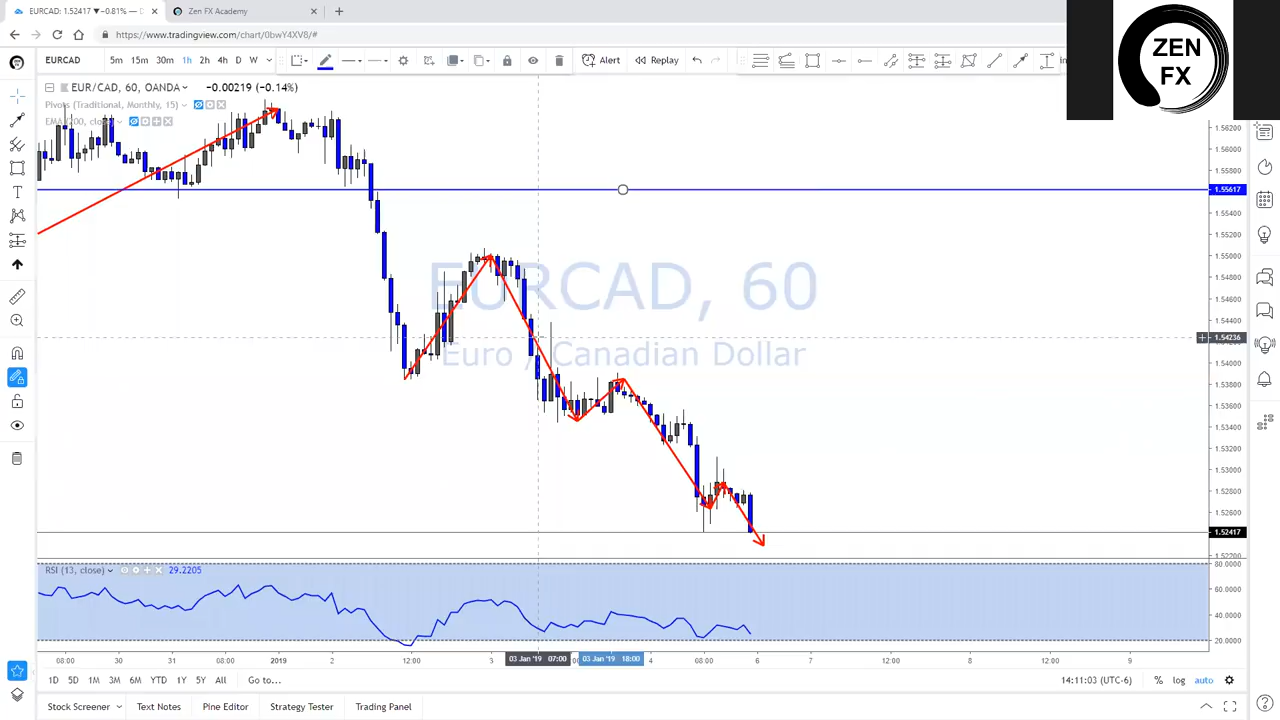 EURCAD: 1.52417 ▼−0.81% — D
Zen FX Academy
https://www.tradingview.com/chart/0bwY4XV8/#
EURCAD
5m 15m 30m 1h 2h 4h D W
Alert
Replay
ZEN
FX
EUR/CAD, 60, OANDA
−0.00219 (−0.14%)
Pivots (Traditional, Monthly, 15)
1.56200
1.56000
1.55800
1.55617
1.55400
1.55200
1.55000
1.54800
1.54600
1.54400
1.54236
1.54000
1.53800
1.53600
1.53400
1.53200
1.53000
1.52800
1.52600
1.52417
1.52200
EURCAD, 60
Euro / Canadian Dollar
RSI (13, close) 29.2205
80.0000
60.0000
40.0000
20.0000
08:00 30 31 08:00 2019 2 12:00 3 03 Jan '19 07:00 03 Jan '19 18:00 4 08:00 6 7 12:00 8 12:00 9
1D 5D 1M 3M 6M YTD 1Y 5Y All Go to...
14:11:03 (UTC-6) % log auto
Stock Screener Text Notes Pine Editor Strategy Tester Trading Panel